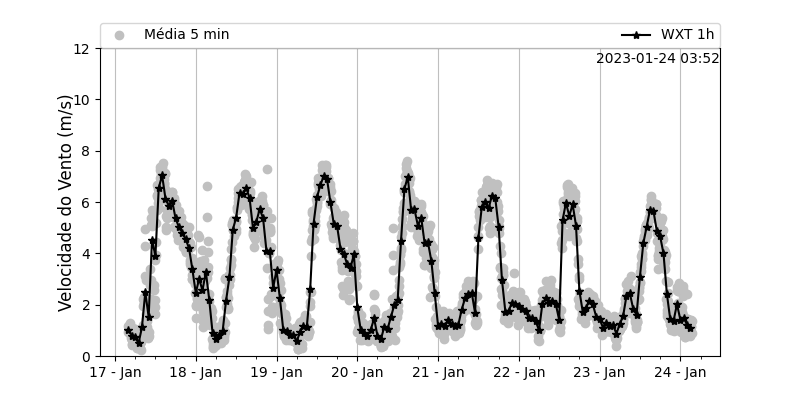 Média 5 min
WXT 1h
2023-01-24 03:52
Velocidade do Vento (m/s)
12
10
8
6
4
2
0
17 - Jan
18 - Jan
19 - Jan
20 - Jan
21 - Jan
22 - Jan
23 - Jan
24 - Jan